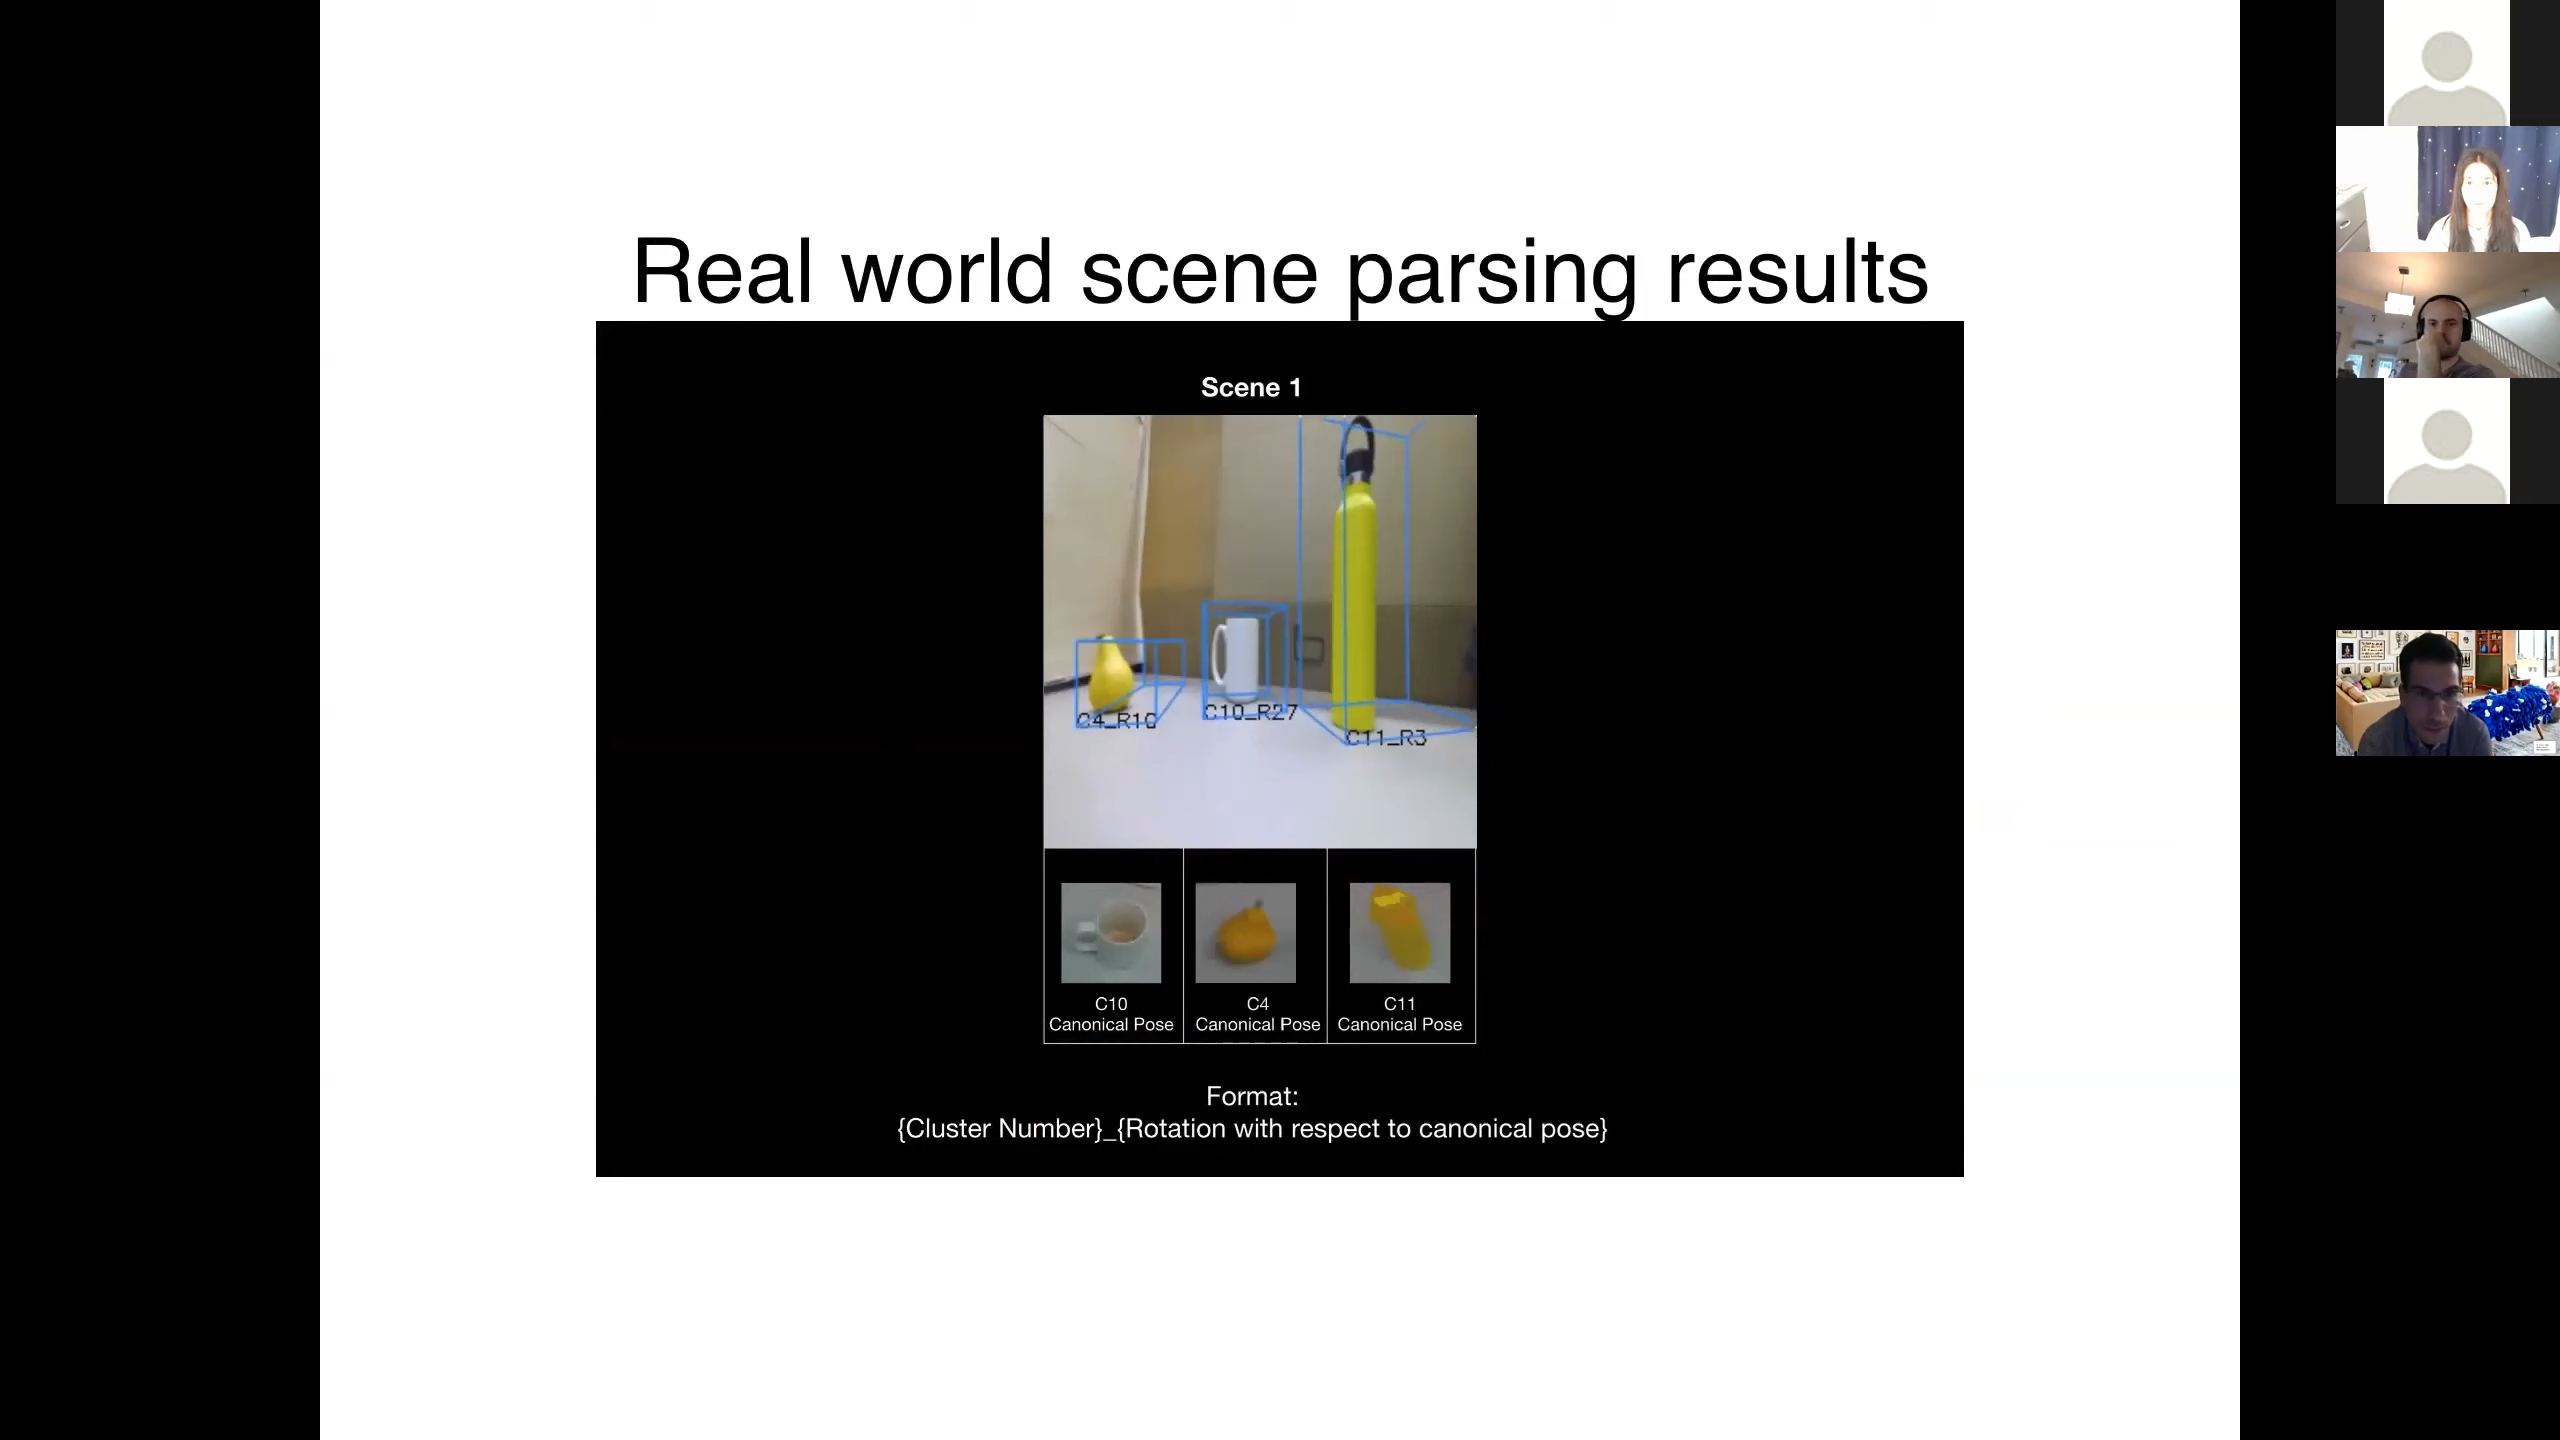 Real world scene parsing results
Scene 1
C10_R27
C11_R3
C10
Canonical Pose
C4
Canonical Pose
C11
Canonical Pose
Format:
{Cluster Number}_{Rotation with respect to canonical pose}